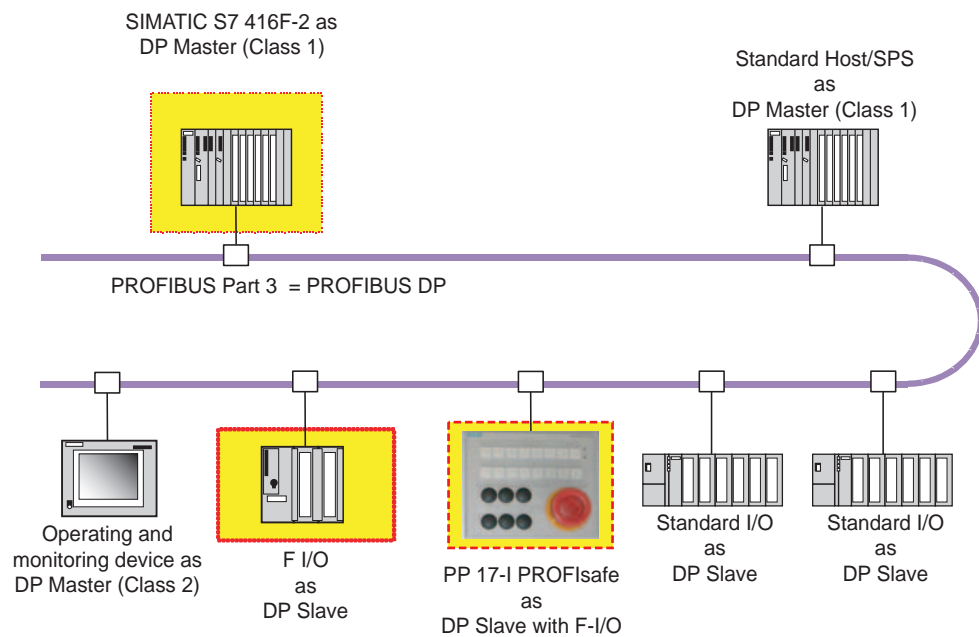 SIMATIC S7 416F-2 as
DP Master (Class 1)
Standard Host/SPS
as
DP Master (Class 1)
PROFIBUS Part 3 = PROFIBUS DP
Operating and
monitoring device as
DP Master (Class 2)
F I/O
as
DP Slave
PP 17-I PROFIsafe
as
DP Slave with F-I/O
Standard I/O
as
DP Slave
Standard I/O
as
DP Slave